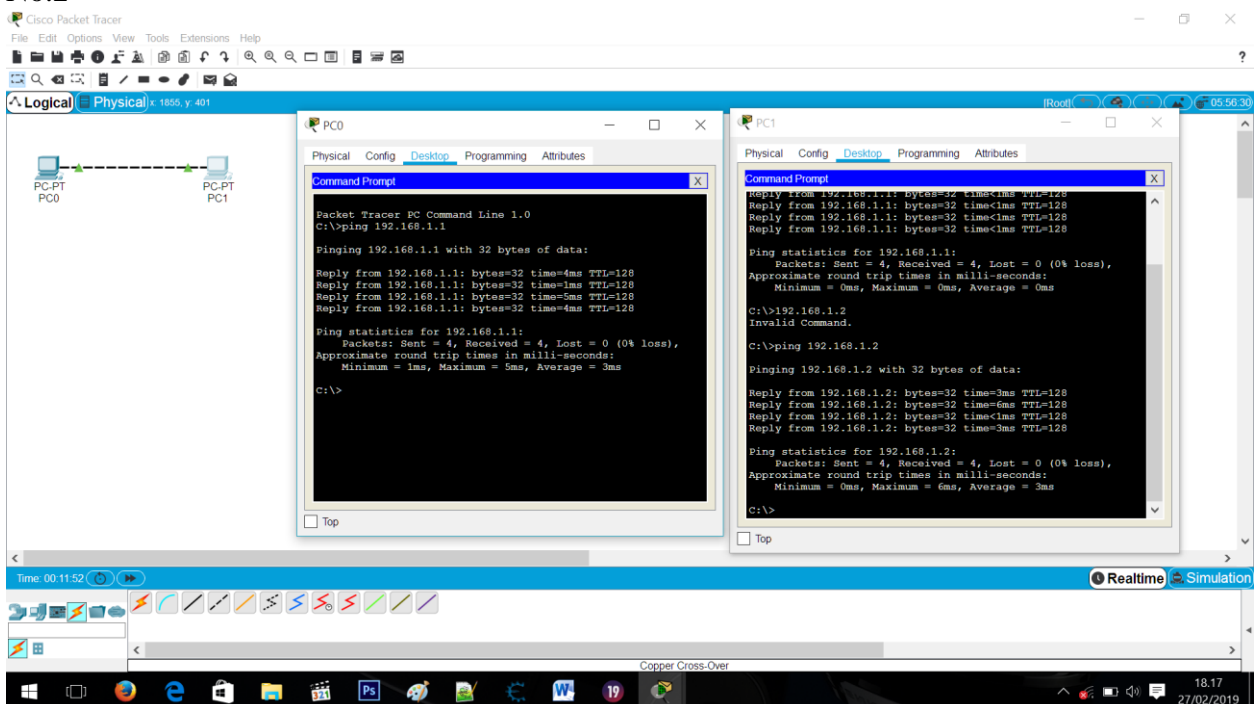 Cisco Packet Tracer
File Edit Options View Tools Extensions Help
?
Logical Physical x: 1855, y: 401
[Root] 05:56:30
PC-PT
PC0
PC-PT
PC1
PC0
Physical Config Desktop Programming Attributes
Command Prompt X
Packet Tracer PC Command Line 1.0
C:\>ping 192.168.1.1
Pinging 192.168.1.1 with 32 bytes of data:
Reply from 192.168.1.1: bytes=32 time=4ms TTL=128
Reply from 192.168.1.1: bytes=32 time=1ms TTL=128
Reply from 192.168.1.1: bytes=32 time=5ms TTL=128
Reply from 192.168.1.1: bytes=32 time=4ms TTL=128
Ping statistics for 192.168.1.1:
Packets: Sent = 4, Received = 4, Lost = 0 (0% loss),
Approximate round trip times in milli-seconds:
Minimum = 1ms, Maximum = 5ms, Average = 3ms
C:\>
Top
PC1
Physical Config Desktop Programming Attributes
Command Prompt X
Reply from 192.168.1.1: bytes=32 time<1ms TTL=128
Reply from 192.168.1.1: bytes=32 time<1ms TTL=128
Reply from 192.168.1.1: bytes=32 time<1ms TTL=128
Reply from 192.168.1.1: bytes=32 time<1ms TTL=128
Ping statistics for 192.168.1.1:
Packets: Sent = 4, Received = 4, Lost = 0 (0% loss),
Approximate round trip times in milli-seconds:
Minimum = 0ms, Maximum = 0ms, Average = 0ms
C:\>192.168.1.2
Invalid Command.
C:\>ping 192.168.1.2
Pinging 192.168.1.2 with 32 bytes of data:
Reply from 192.168.1.2: bytes=32 time=3ms TTL=128
Reply from 192.168.1.2: bytes=32 time=6ms TTL=128
Reply from 192.168.1.2: bytes=32 time<1ms TTL=128
Reply from 192.168.1.2: bytes=32 time=3ms TTL=128
Ping statistics for 192.168.1.2:
Packets: Sent = 4, Received = 4, Lost = 0 (0% loss),
Approximate round trip times in milli-seconds:
Minimum = 0ms, Maximum = 6ms, Average = 3ms
C:\>
Top
Time: 00:11:52
Realtime Simulation
Copper Cross-Over
321
Ps
W
19
18.17
27/02/2019